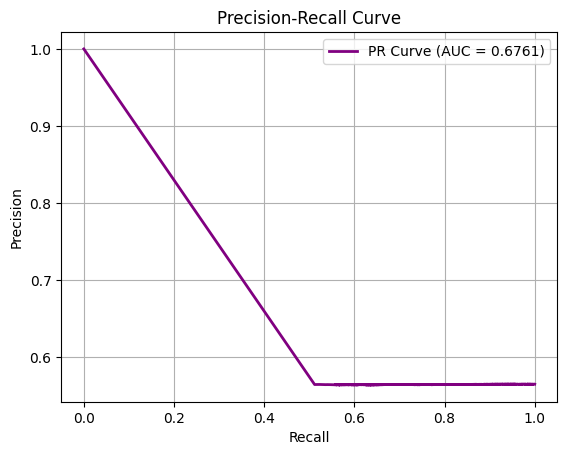 Precision-Recall Curve
PR Curve (AUC = 0.6761)
1.0
0.9
0.8
0.7
0.6
Precision
0.0 0.2 0.4 0.6 0.8 1.0
Recall